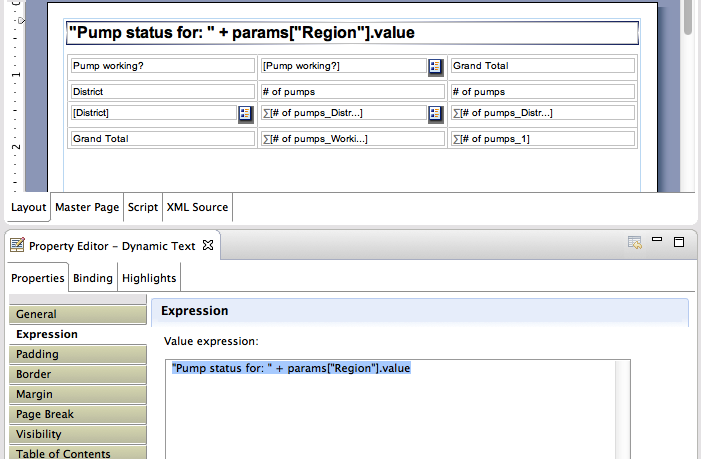 "Pump status for: " + params["Region"].value
Pump working? [Pump working?] Grand Total
District # of pumps # of pumps
[District] Σ[# of pumps_Distr...] Σ[# of pumps_Distr...]
Grand Total Σ[# of pumps_Worki...] Σ[# of pumps_1]
1
2
Layout Master Page Script XML Source
Property Editor - Dynamic Text
Properties Binding Highlights
General
Expression
Padding
Border
Margin
Page Break
Visibility
Table of Contents
Expression
Value expression:
"Pump status for: " + params["Region"].value